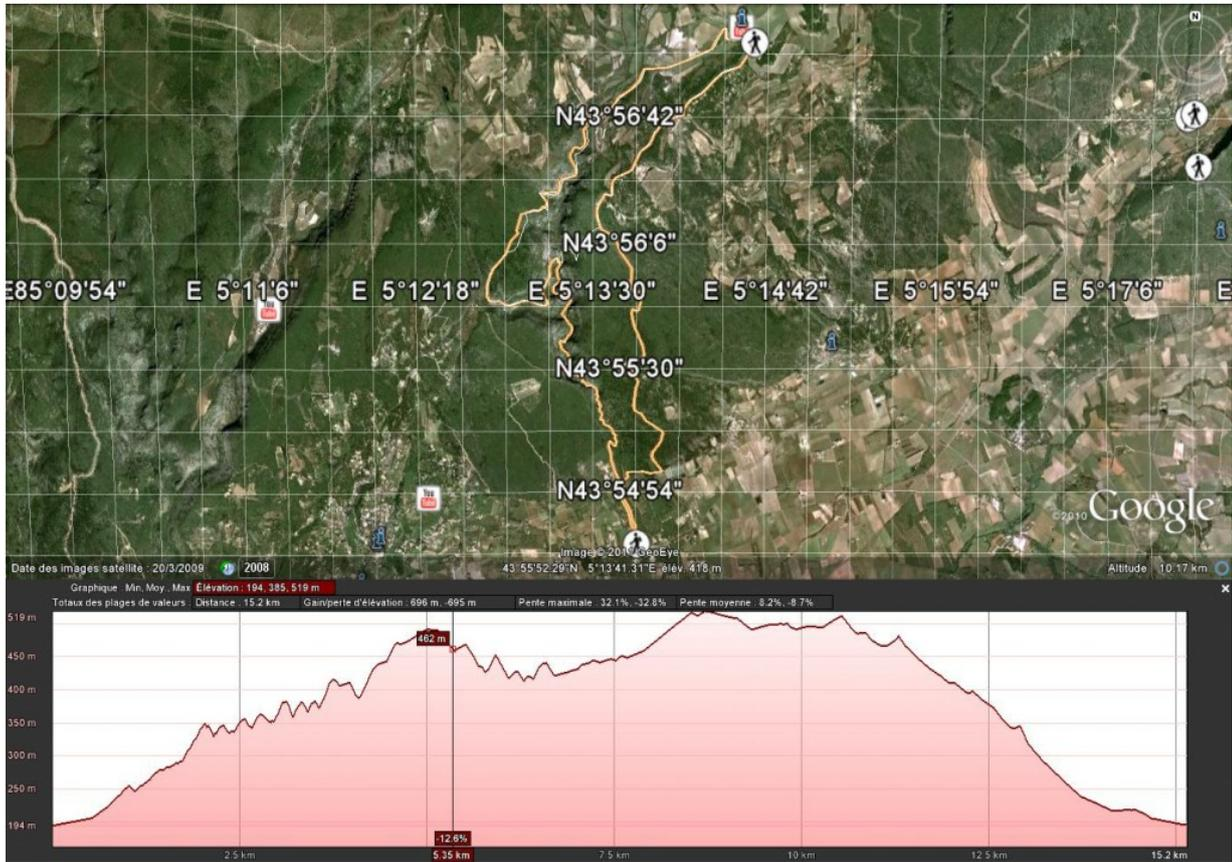 N
N43°56'42"
N43°56'6"
E85°09'54" E 5°11'6" E 5°12'18" E 5°13'30" E 5°14'42" E 5°15'54" E 5°17'6" E
You
Tube
N43°55'30"
N43°54'54"
You
Tube
©2010 Google
Image © 2011 GeoEye
Date des images satellite : 20/3/2009 2008 43°55'52.29"N 5°13'41.31"E élév. 418 m Altitude 10.17 km
Graphique : Min, Moy., Max Élévation : 194, 385, 519 m
Totaux des plages de valeurs : Distance : 15.2 km Gain/perte d'élévation : 696 m, -695 m Pente maximale : 32.1%, -32.8% Pente moyenne : 8.2%, -8.7%
519 m
462 m
450 m
400 m
350 m
300 m
250 m
194 m
-12.6%
2.5 km 5.35 km 7.5 km 10 km 12.5 km 15.2 km